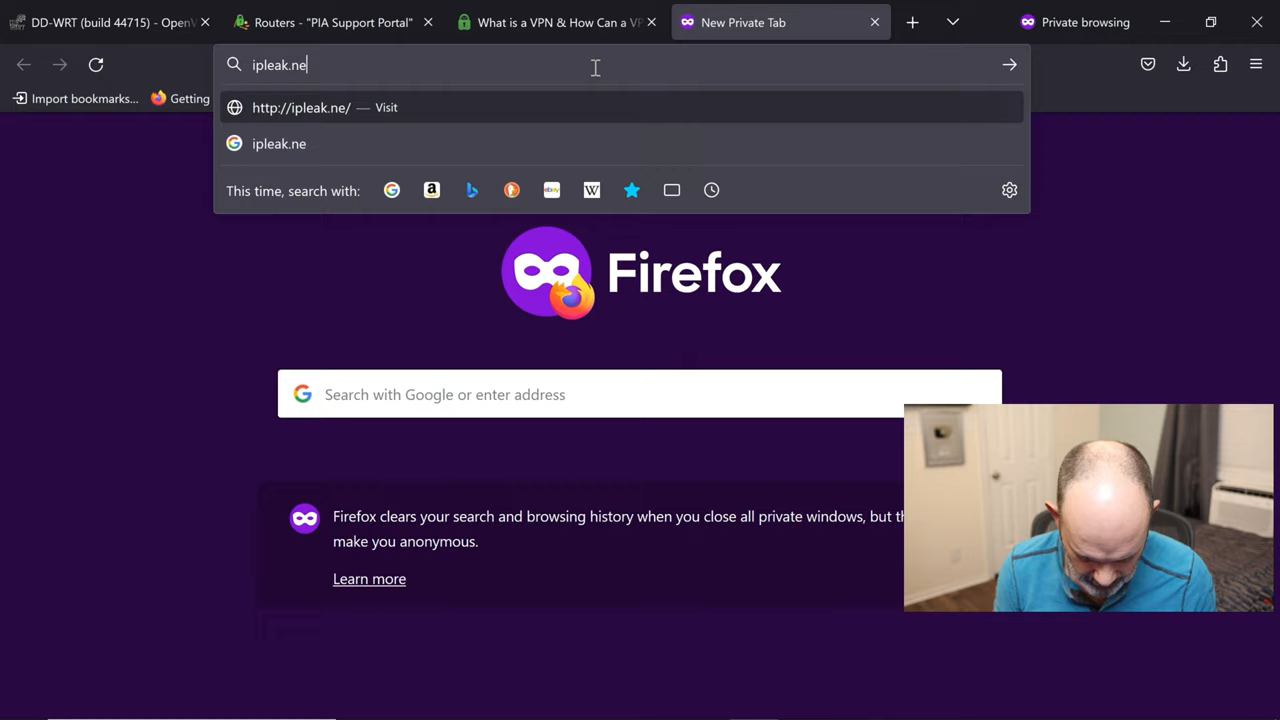 DD-WRT (build 44715) - OpenV
Routers - "PIA Support Portal"
What is a VPN & How Can a VP
New Private Tab
Private browsing
ipleak.ne
Import bookmarks...
Getting
http://ipleak.ne/ — Visit
ipleak.ne
This time, search with:
Firefox
Search with Google or enter address
Firefox clears your search and browsing history when you close all private windows, but th
make you anonymous.
Learn more